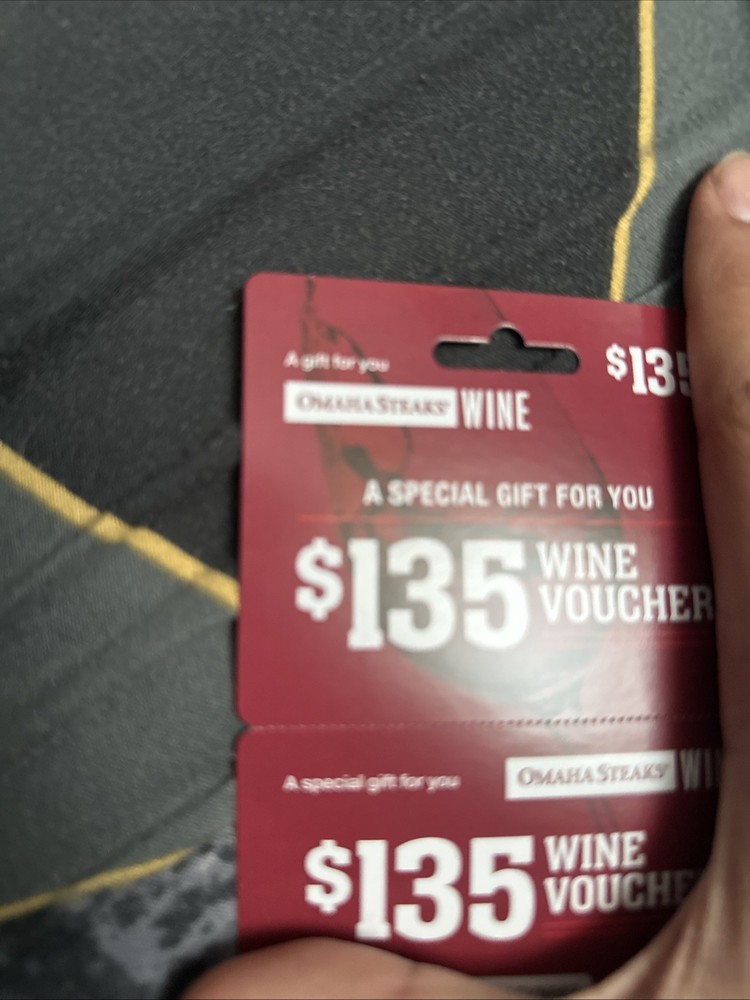 A gift for you
$135
OMAHA STEAKS® WINE
A SPECIAL GIFT FOR YOU
$135 WINE
VOUCHER
A special gift for you
OMAHA STEAKS®
$135 WINE